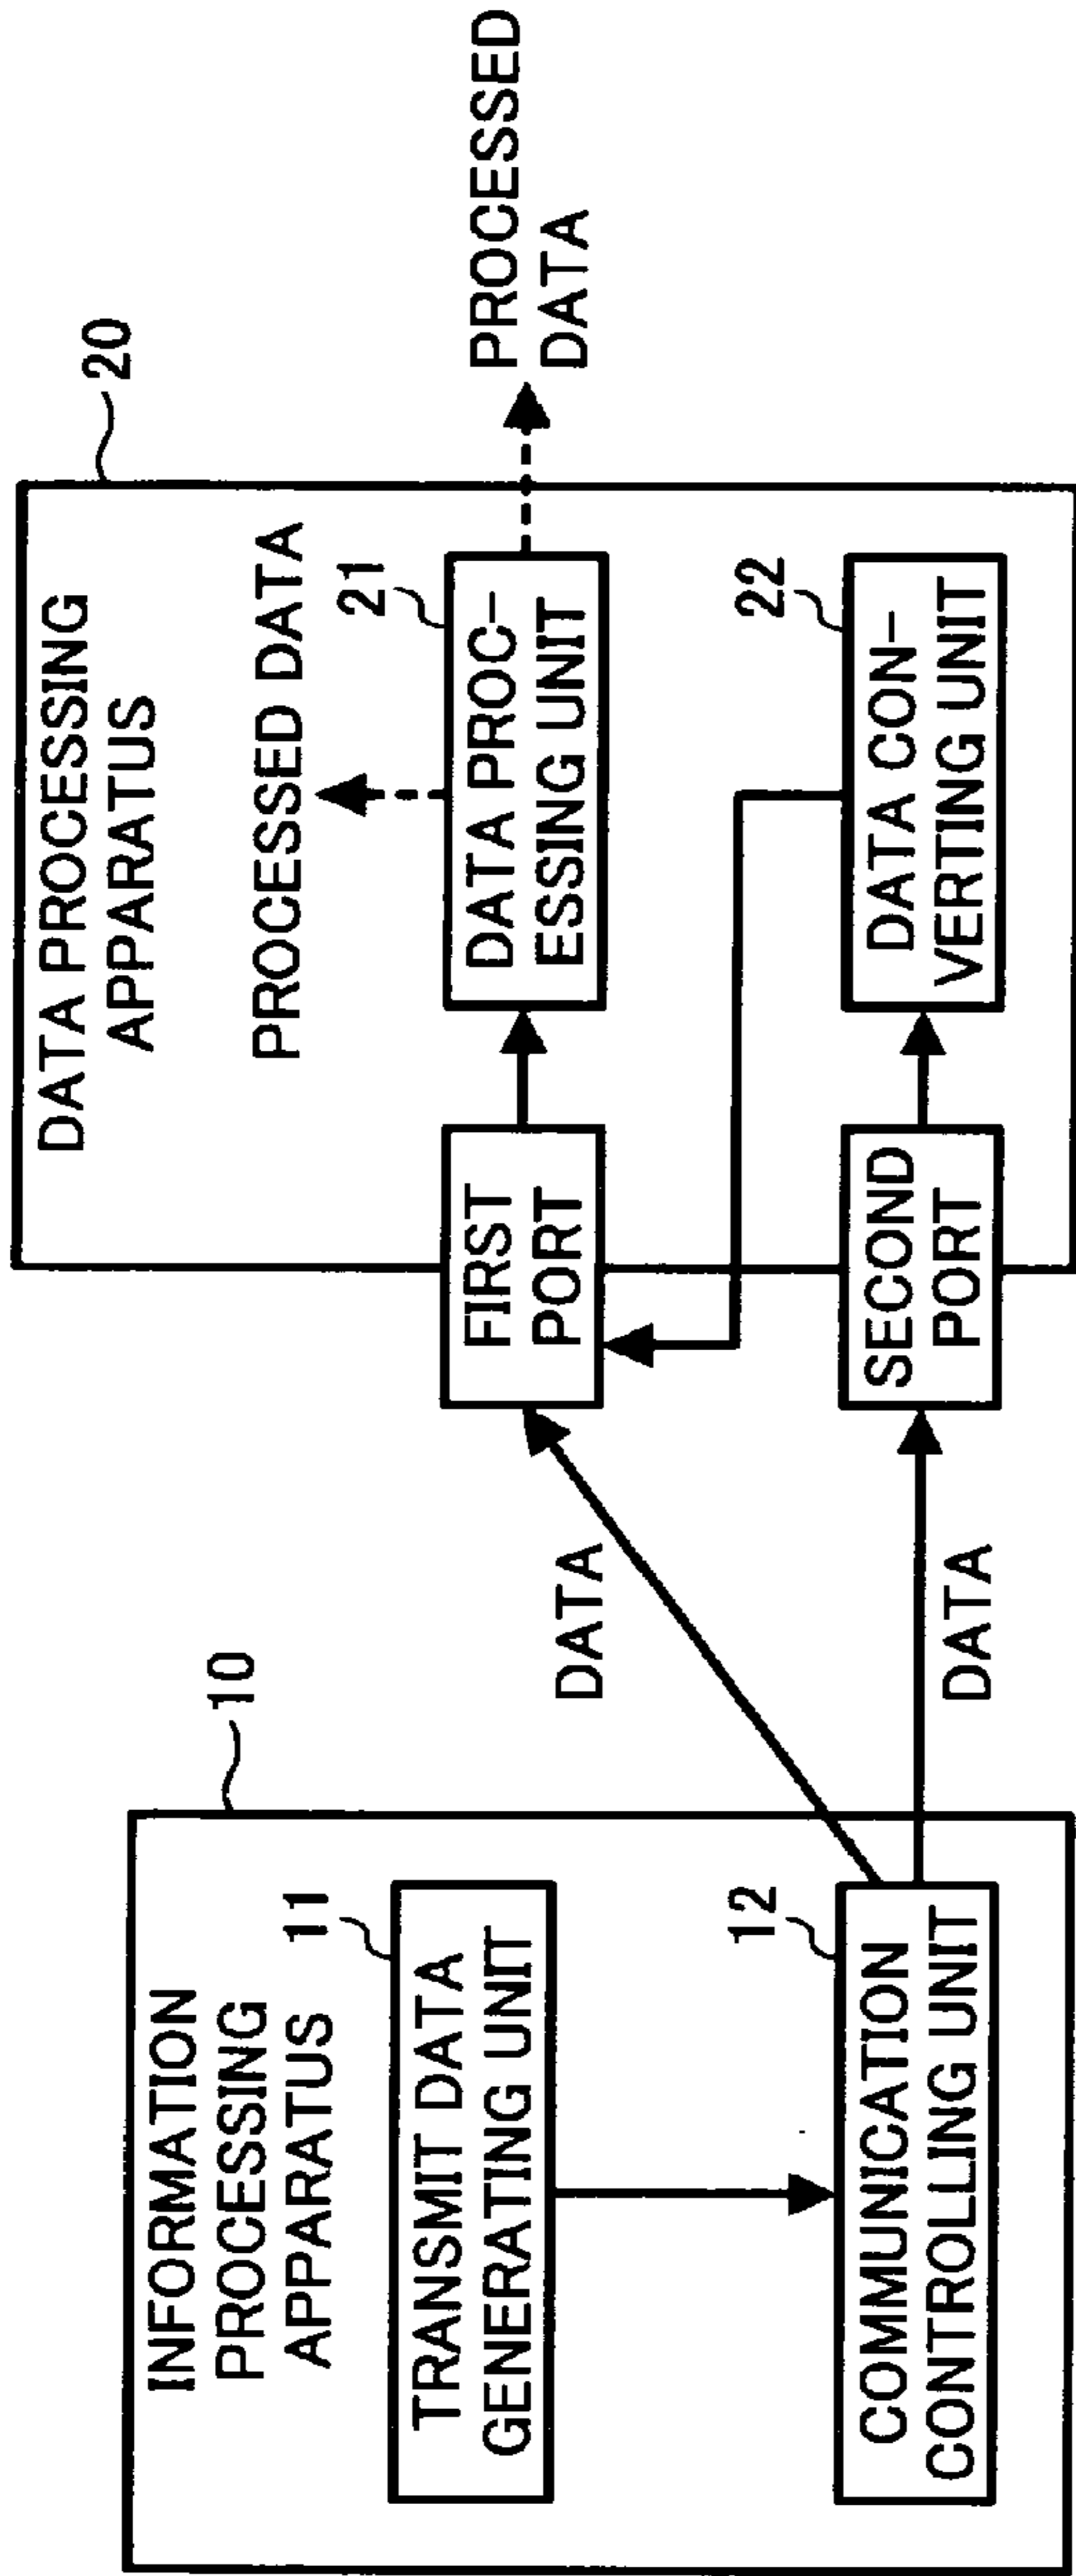 INFORMATION
PROCESSING
APPARATUS
10
11
TRANSMIT DATA
GENERATING UNIT
12
COMMUNICATION
CONTROLLING UNIT
DATA
DATA
20
DATA PROCESSING
APPARATUS
PROCESSED DATA
FIRST
PORT
21
DATA PROC-
ESSING UNIT
SECOND
PORT
22
DATA CON-
VERTING UNIT
PROCESSED
DATA